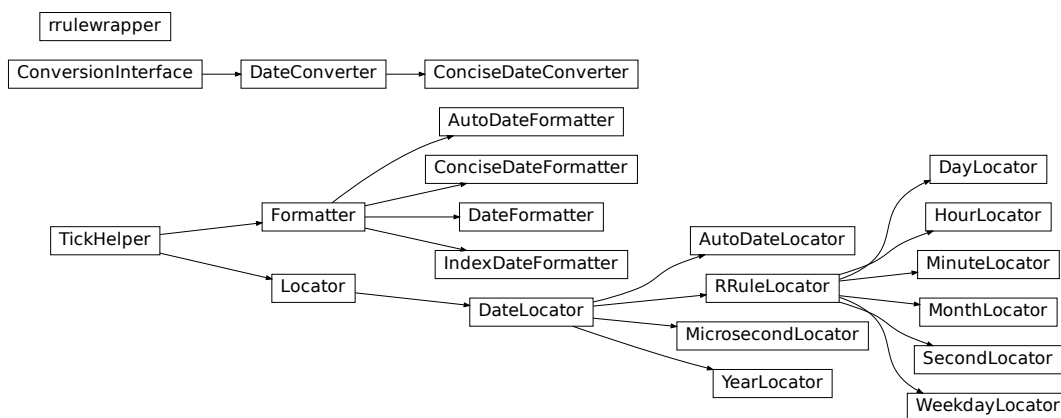 rrulewrapper
ConversionInterface
DateConverter
ConciseDateConverter
TickHelper
Formatter
AutoDateFormatter
ConciseDateFormatter
DateFormatter
IndexDateFormatter
Locator
DateLocator
AutoDateLocator
RRuleLocator
MicrosecondLocator
YearLocator
DayLocator
HourLocator
MinuteLocator
MonthLocator
SecondLocator
WeekdayLocator